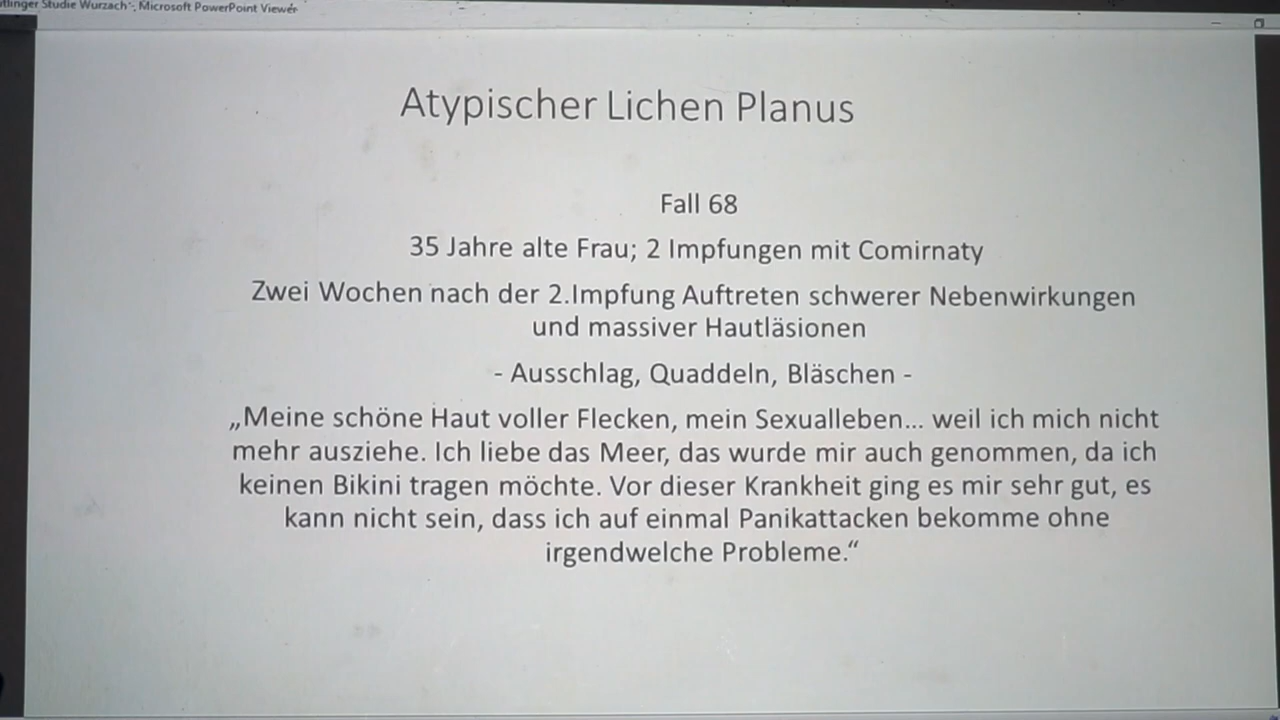 tlinger Studie Wurzach", Microsoft PowerPoint Viewer
Atypischer Lichen Planus
Fall 68
35 Jahre alte Frau; 2 Impfungen mit Comirnaty
Zwei Wochen nach der 2.Impfung Auftreten schwerer Nebenwirkungen
und massiver Hautläsionen
- Ausschlag, Quaddeln, Bläschen -
„Meine schöne Haut voller Flecken, mein Sexualleben... weil ich mich nicht
mehr ausziehe. Ich liebe das Meer, das wurde mir auch genommen, da ich
keinen Bikini tragen möchte. Vor dieser Krankheit ging es mir sehr gut, es
kann nicht sein, dass ich auf einmal Panikattacken bekomme ohne
irgendwelche Probleme.“